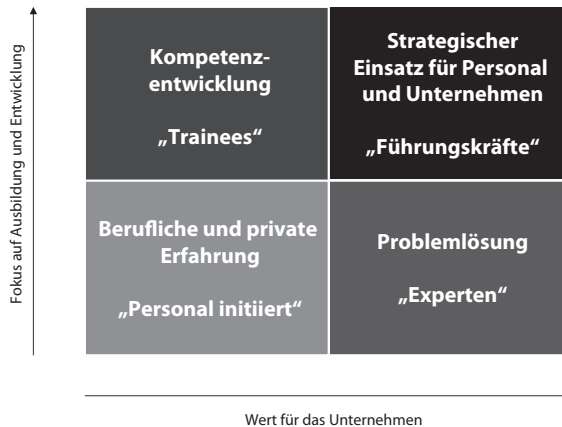 Fokus auf Ausbildung und Entwicklung
Kompetenz-
entwicklung
„Trainees“
Strategischer
Einsatz für Personal
und Unternehmen
„Führungskräfte“
Berufliche und private
Erfahrung
„Personal initiiert“
Problemlösung
„Experten“
Wert für das Unternehmen